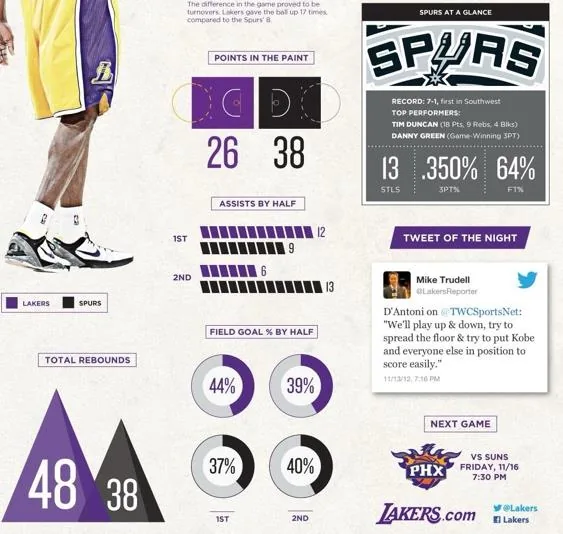 The difference in the game proved to be
turnovers. Lakers gave the ball up 17 times,
compared to the Spurs' 8.
POINTS IN THE PAINT
26
38
ASSISTS BY HALF
1ST
12
9
2ND
6
13
LAKERS
SPURS
FIELD GOAL % BY HALF
44%
39%
37%
40%
1ST
2ND
TOTAL REBOUNDS
48
38
SPURS AT A GLANCE
SPURS
RECORD: 7-1, first in Southwest
TOP PERFORMERS:
TIM DUNCAN (18 Pts, 9 Rebs, 4 Blks)
DANNY GREEN (Game-Winning 3PT)
13
STLS
.350%
3PT%
64%
FT%
TWEET OF THE NIGHT
Mike Trudell
@LakersReporter
D'Antoni on @TWCSportsNet:
"We'll play up & down, try to
spread the floor & try to put Kobe
and everyone else in position to
score easily."
11/13/12, 7:16 PM
NEXT GAME
PHX
VS SUNS
FRIDAY, 11/16
7:30 PM
LAKERS.com
@Lakers
Lakers